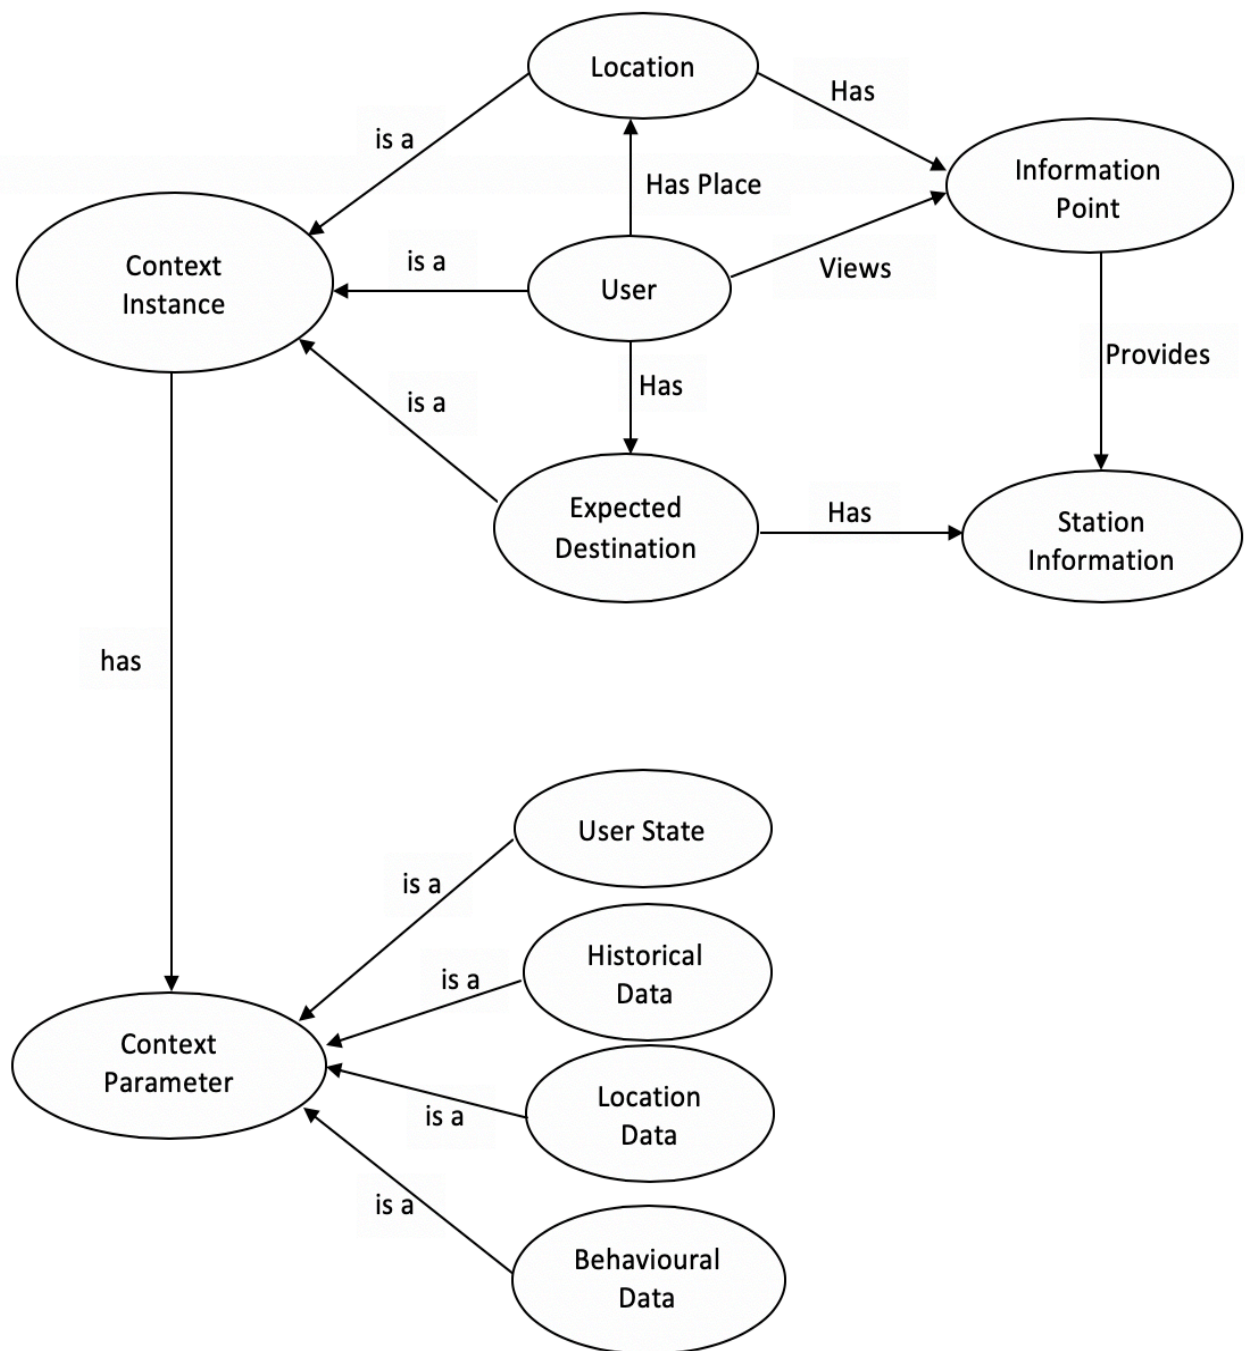 Location
Has
is a
Information
Point
Has Place
Context
Instance
is a
User
Views
Provides
Has
is a
Expected
Destination
Has
Station
Information
has
User State
is a
Historical
Data
is a
Context
Parameter
Location
Data
is a
is a
Behavioural
Data